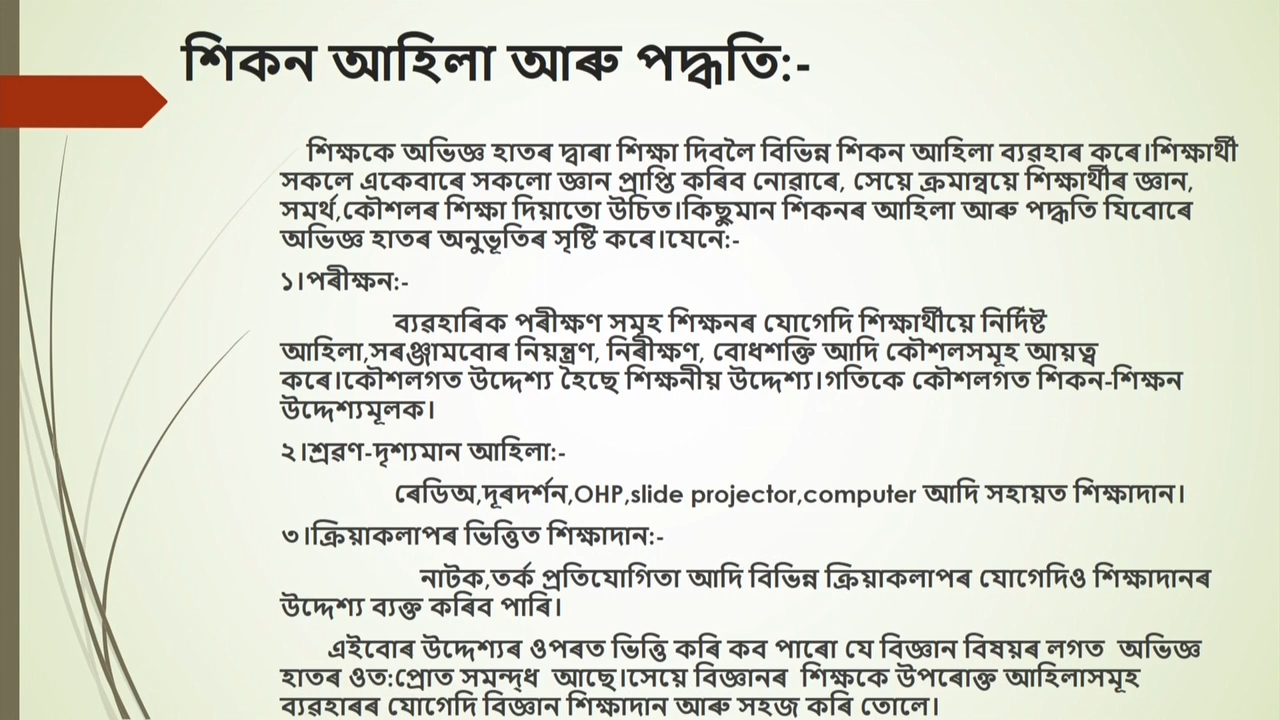 শিকন আহিলা আৰু পদ্ধতি:-
শিক্ষকে অভিজ্ঞ হাতৰ দ্বাৰা শিক্ষা দিবলৈ বিভিন্ন শিকন আহিলা ব্যৱহাৰ কৰে।শিক্ষাৰ্থী
সকলে একেবাৰে সকলো জ্ঞান প্ৰাপ্তি কৰিব নোৱাৰে, সেয়ে ক্ৰমান্বয়ে শিক্ষাৰ্থীৰ জ্ঞান,
সমৰ্থ,কৌশলৰ শিক্ষা দিয়াতো উচিত।কিছুমান শিকনৰ আহিলা আৰু পদ্ধতি যিবোৰে
অভিজ্ঞ হাতৰ অনুভূতিৰ সৃষ্টি কৰে।যেনে:-
১।পৰীক্ষন:-
ব্যৱহাৰিক পৰীক্ষণ সমূহ শিক্ষনৰ যোগেদি শিক্ষাৰ্থীয়ে নিৰ্দিষ্ট
আহিলা,সৰঞ্জামবোৰ নিয়ন্ত্ৰণ, নিৰীক্ষণ, বোধশক্তি আদি কৌশলসমূহ আয়ত্ব
কৰে।কৌশলগত উদ্দেশ্য হৈছে শিক্ষনীয় উদ্দেশ্য।গতিকে কৌশলগত শিকন-শিক্ষন
উদ্দেশ্যমূলক।
২।শ্ৰৱণ-দৃশ্যমান আহিলা:-
ৰেডিঅ,দূৰদৰ্শন,OHP,slide projector,computer আদি সহায়ত শিক্ষাদান।
৩।ক্ৰিয়াকলাপৰ ভিত্তিত শিক্ষাদান:-
নাটক,তৰ্ক প্ৰতিযোগিতা আদি বিভিন্ন ক্ৰিয়াকলাপৰ যোগেদিও শিক্ষাদানৰ
উদ্দেশ্য ব্যক্ত কৰিব পাৰি।
এইবোৰ উদ্দেশ্যৰ ওপৰত ভিত্তি কৰি কব পাৰো যে বিজ্ঞান বিষয়ৰ লগত অভিজ্ঞ
হাতৰ ওত:প্ৰোত সমন্দ্ধ আছে।সেয়ে বিজ্ঞানৰ শিক্ষকে উপৰোক্ত আহিলাসমূহ
ব্যৱহাৰৰ যোগেদি বিজ্ঞান শিক্ষাদান আৰু সহজ কৰি তোলে।